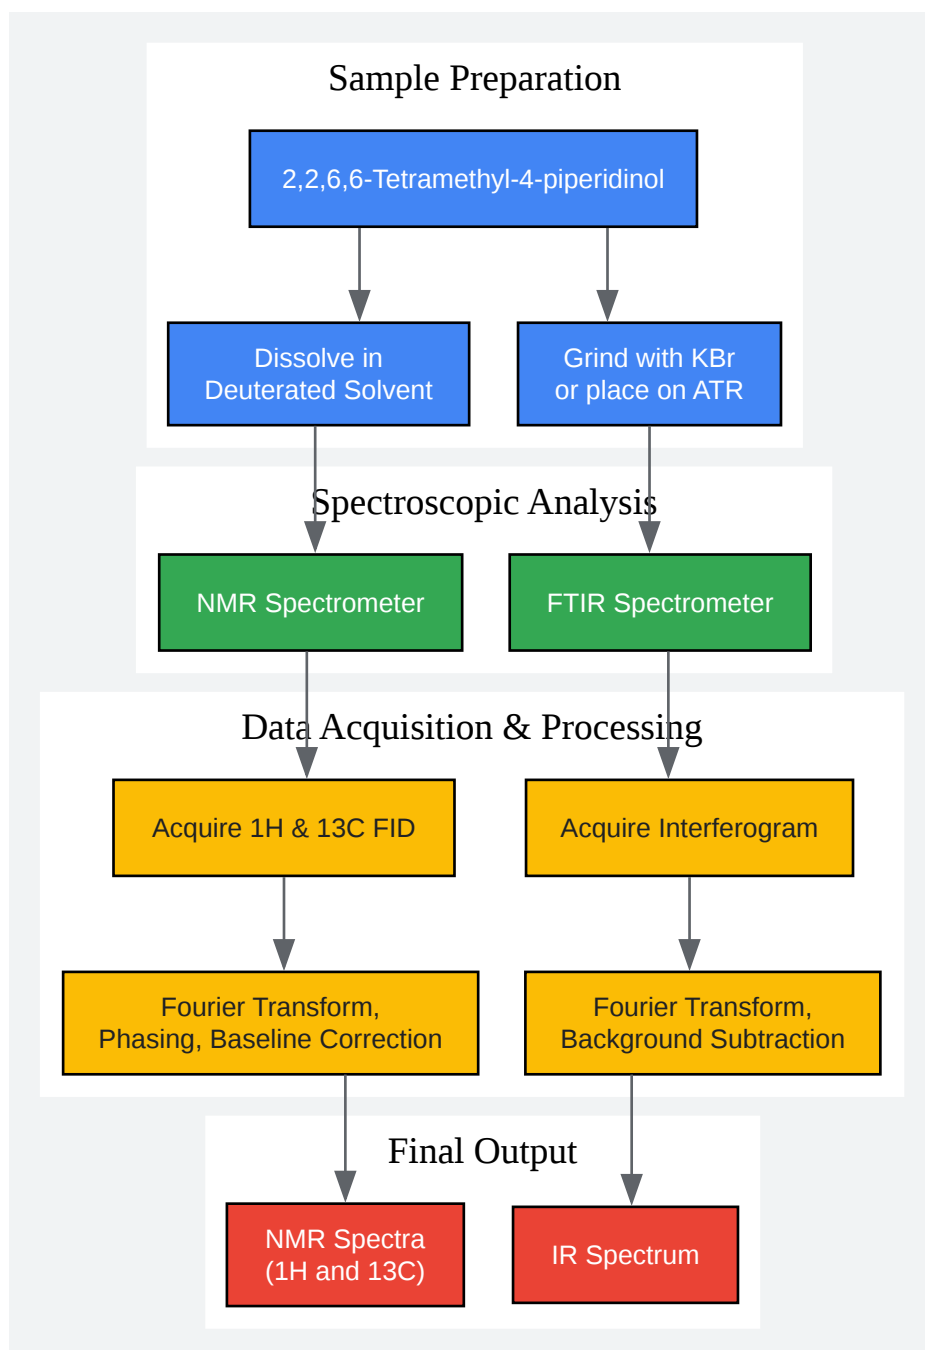 Sample Preparation
2,2,6,6-Tetramethyl-4-piperidinol
Dissolve in
Deuterated Solvent
Grind with KBr
or place on ATR
Spectroscopic Analysis
NMR Spectrometer
FTIR Spectrometer
Data Acquisition & Processing
Acquire 1H & 13C FID
Acquire Interferogram
Fourier Transform,
Phasing, Baseline Correction
Fourier Transform,
Background Subtraction
Final Output
NMR Spectra
(1H and 13C)
IR Spectrum